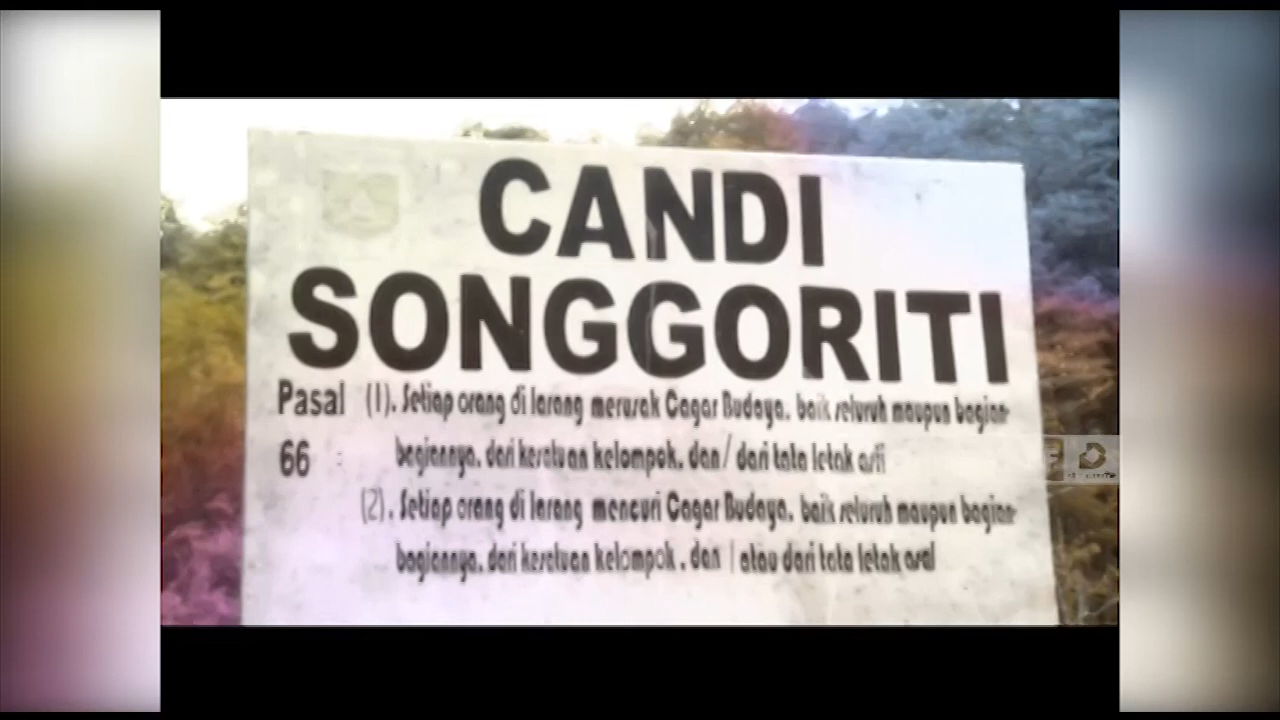 CANDI
SONGGORITI
Pasal (1). Setiap orang di larang merusak Cagar Budaya. baik seluruh maupun bagian-
66 bagiannya. dari kesatuan kelompok. dan / dari tata letak asli
(2). Setiap orang di larang mencuri Cagar Budaya. baik seluruh maupun bagian-
bagiannya. dari kesatuan kelompok. dan / atau dari tata letak asal